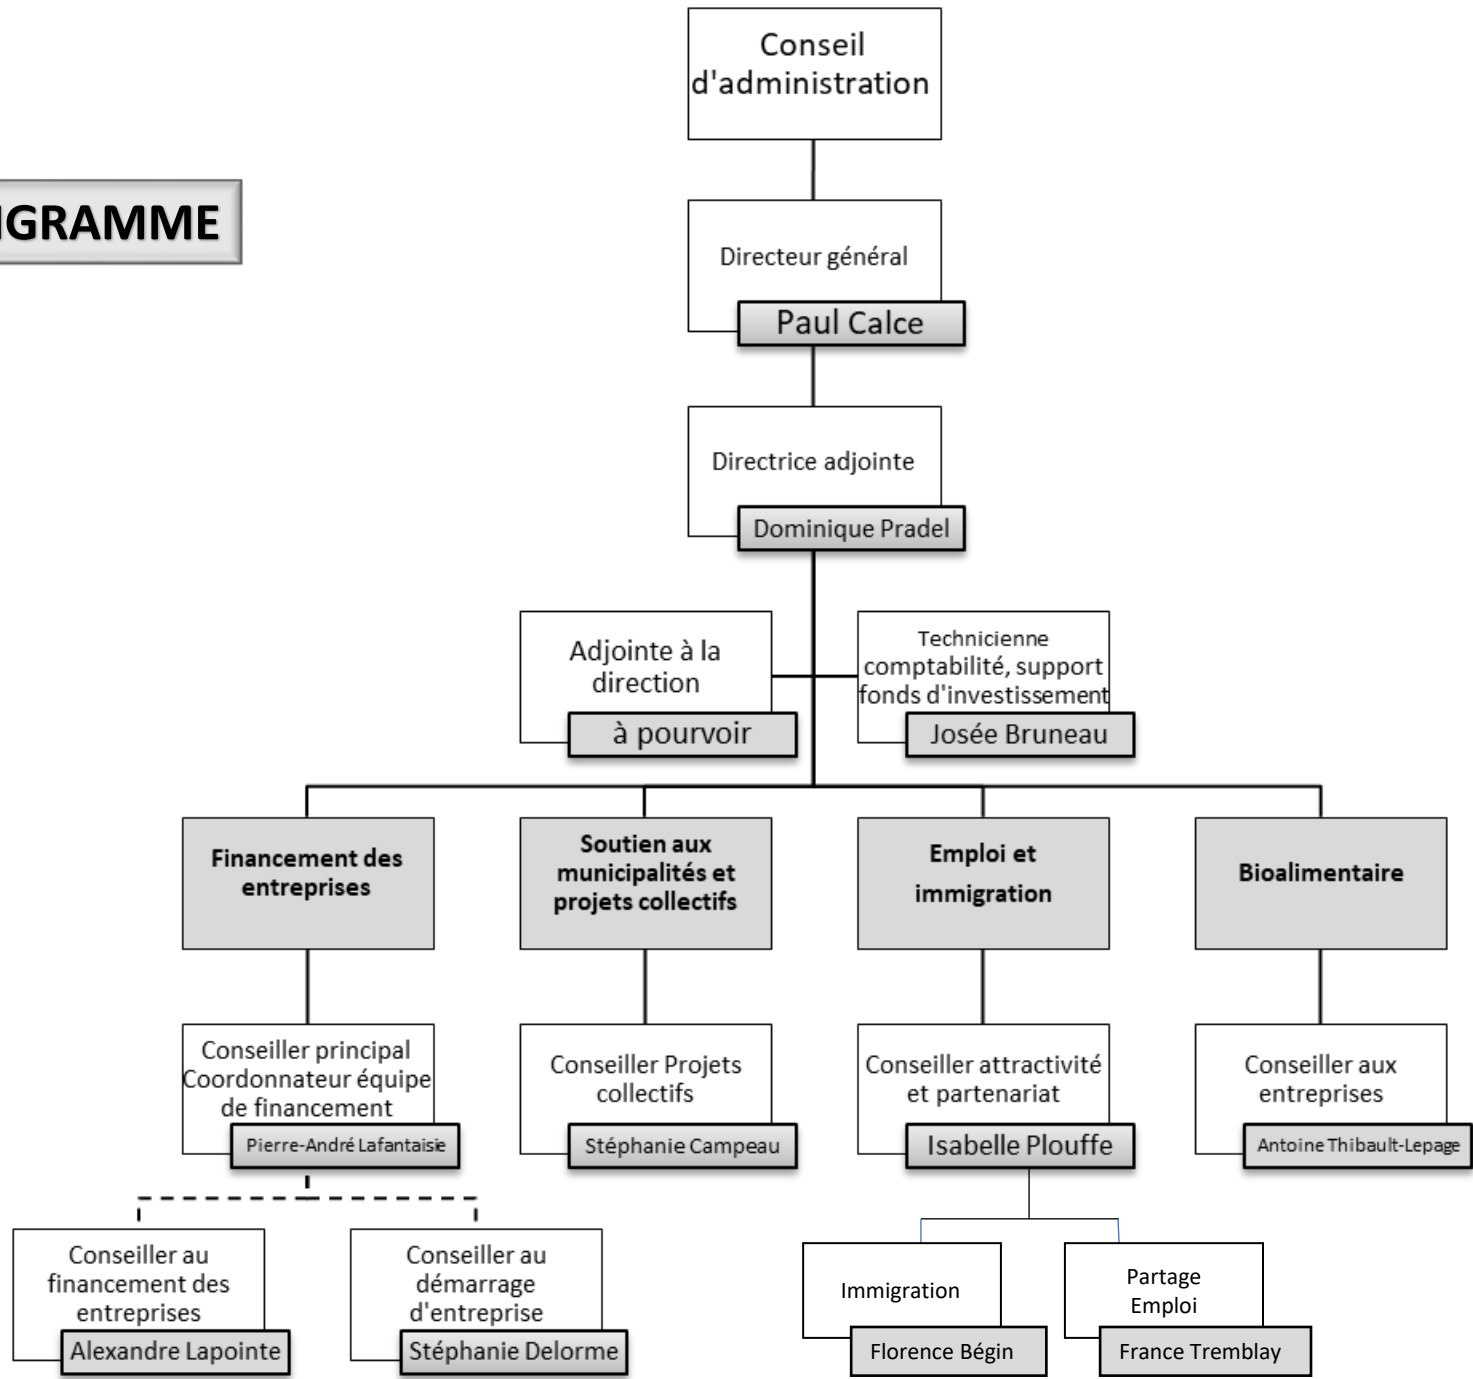 Conseil
d'administration
IGRAMME
Directeur général
Paul Calce
Directrice adjointe
Dominique Pradel
Adjointe à la
direction
à pourvoir
Technicienne
comptabilité, support
fonds d'investissement
Josée Bruneau
Financement des
entreprises
Soutien aux
municipalités et
projets collectifs
Emploi et
immigration
Bioalimentaire
Conseiller principal
Coordonnateur équipe
de financement
Pierre-André Lafantaisie
Conseiller Projets
collectifs
Stéphanie Campeau
Conseiller attractivité
et partenariat
Isabelle Plouffe
Conseiller aux
entreprises
Antoine Thibault-Lepage
Conseiller au
financement des
entreprises
Alexandre Lapointe
Conseiller au
démarrage
d'entreprise
Stéphanie Delorme
Immigration
Florence Bégin
Partage
Emploi
France Tremblay